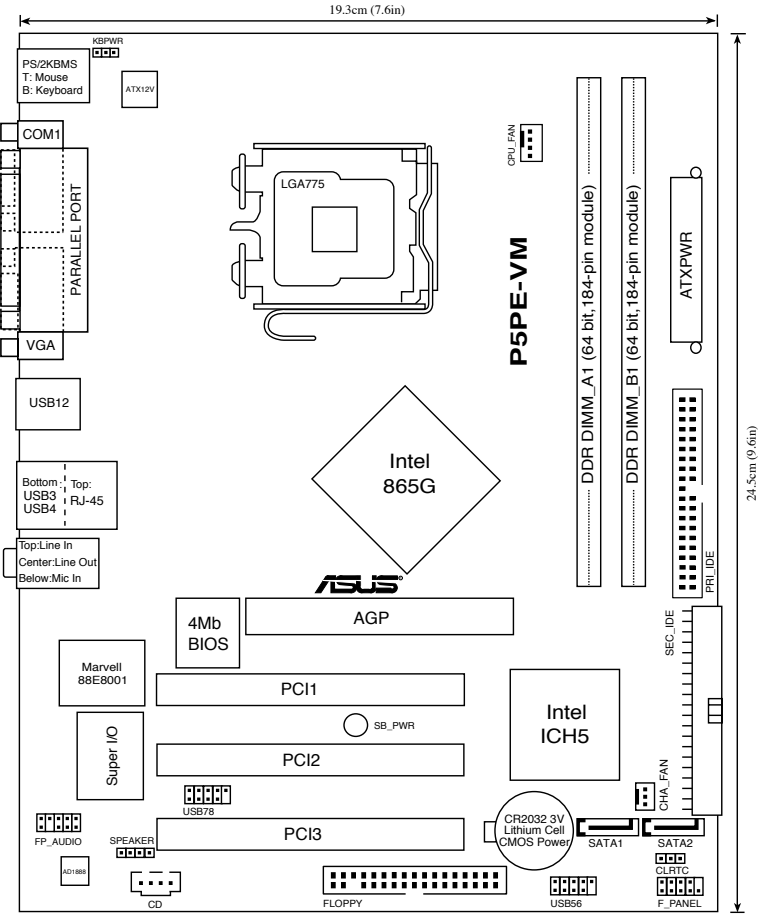 19.3cm (7.6in)
KBPWR
PS/2KBMS
T: Mouse
B: Keyboard
ATX12V
COM1
PARALLEL PORT
VGA
LGA775
CPU_FAN
P5PE-VM
DDR DIMM_A1 (64 bit,184-pin module)
DDR DIMM_B1 (64 bit,184-pin module)
ATXPWR
24.5cm (9.6in)
USB12
Intel
865G
Bottom:
USB3
USB4
Top:
RJ-45
Top:Line In
Center:Line Out
Below:Mic In
PRI_IDE
ASUS
AGP
4Mb
BIOS
SEC_IDE
Marvell
88E8001
PCI1
Intel
ICH5
SB_PWR
Super I/O
PCI2
CHA_FAN
USB78
CR2032 3V
Lithium Cell
CMOS Power
FP_AUDIO
SPEAKER
PCI3
SATA1
SATA2
CLRTC
AD1888
CD
FLOPPY
USB56
F_PANEL